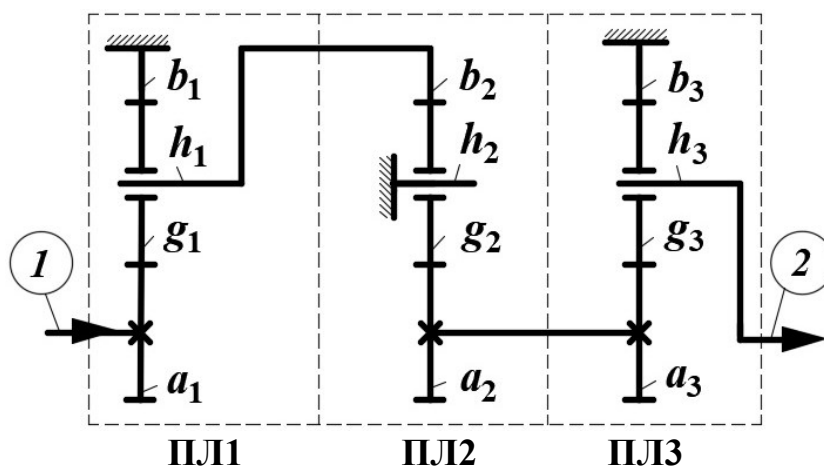 b₁ b₂ b₃
h₁ h₂ h₃
g₁ g₂ g₃
1 2
a₁ a₂ a₃
ПЛ1 ПЛ2 ПЛ3